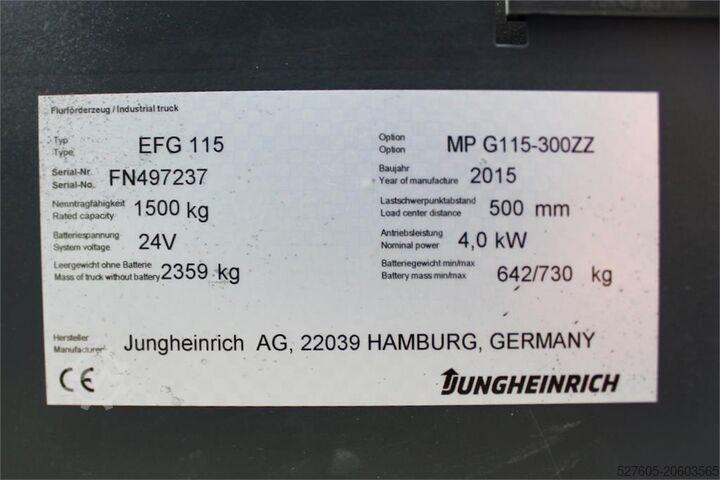 Flurförderzeug / Industrial truck
Typ
Type
EFG 115
Option
Option
MP G115-300ZZ
Serial-Nr.
Serial-No.
FN497237
Baujahr
Year of manufacture
2015
Nenntragfähigkeit
Rated capacity
1500 kg
Lastschwerpunktabstand
Load center distance
500 mm
Batteriespannung
System voltage
24V
Antriebsleistung
Nominal power
4,0 kW
Leergewicht ohne Batterie
Mass of truck without battery
2359 kg
Batteriegewicht min/max
Battery mass min/max
642/730 kg
Hersteller
Manufacturer
Jungheinrich AG, 22039 HAMBURG, GERMANY
CE
JUNGHEINRICH
527605-20603565